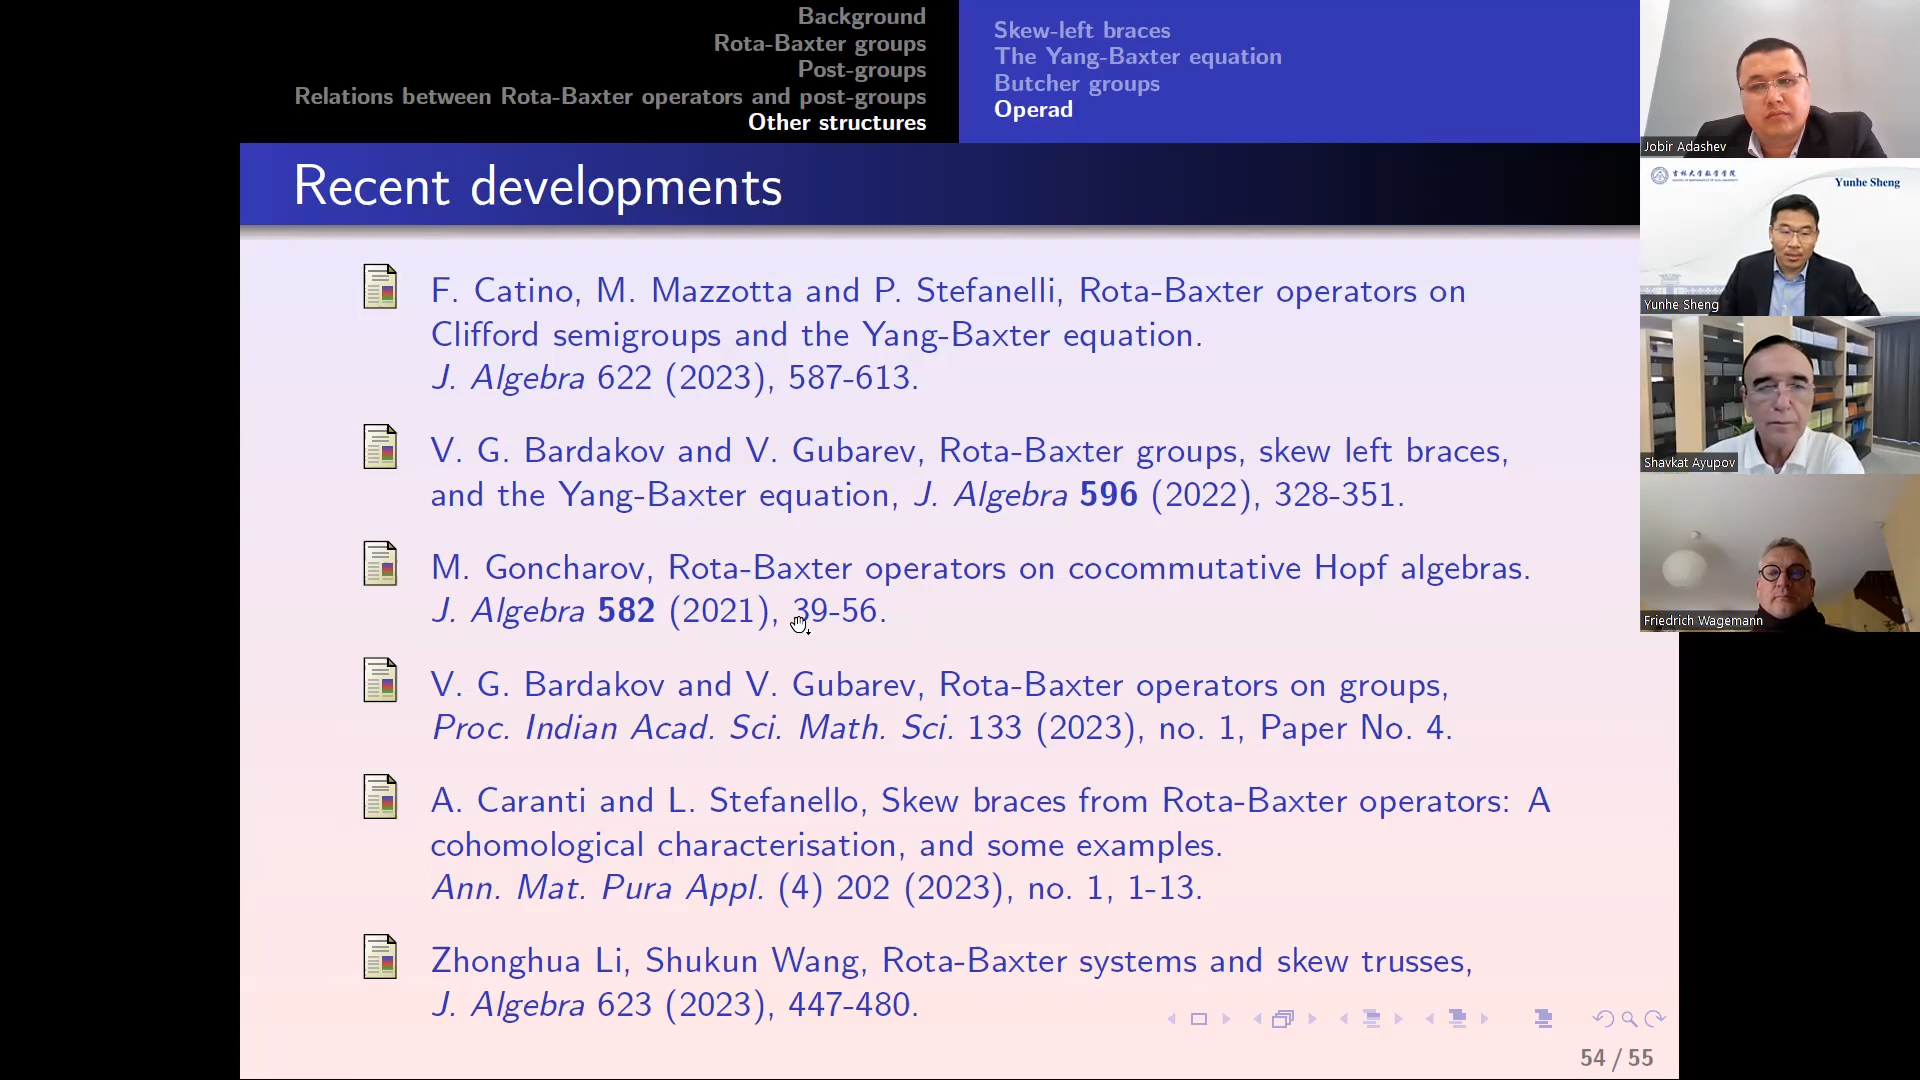 Background
Rota-Baxter groups
Post-groups
Relations between Rota-Baxter operators and post-groups
Other structures
Skew-left braces
The Yang-Baxter equation
Butcher groups
Operad
Recent developments
F. Catino, M. Mazzotta and P. Stefanelli, Rota-Baxter operators on
Clifford semigroups and the Yang-Baxter equation.
J. Algebra 622 (2023), 587-613.
V. G. Bardakov and V. Gubarev, Rota-Baxter groups, skew left braces,
and the Yang-Baxter equation, J. Algebra 596 (2022), 328-351.
M. Goncharov, Rota-Baxter operators on cocommutative Hopf algebras.
J. Algebra 582 (2021), 39-56.
V. G. Bardakov and V. Gubarev, Rota-Baxter operators on groups,
Proc. Indian Acad. Sci. Math. Sci. 133 (2023), no. 1, Paper No. 4.
A. Caranti and L. Stefanello, Skew braces from Rota-Baxter operators: A
cohomological characterisation, and some examples.
Ann. Mat. Pura Appl. (4) 202 (2023), no. 1, 1-13.
Zhonghua Li, Shukun Wang, Rota-Baxter systems and skew trusses,
J. Algebra 623 (2023), 447-480.
54 / 55
Jobir Adashev
吉林大学数学学院
Yunhe Sheng
Yunhe Sheng
Shavkat Ayupov
Friedrich Wagemann